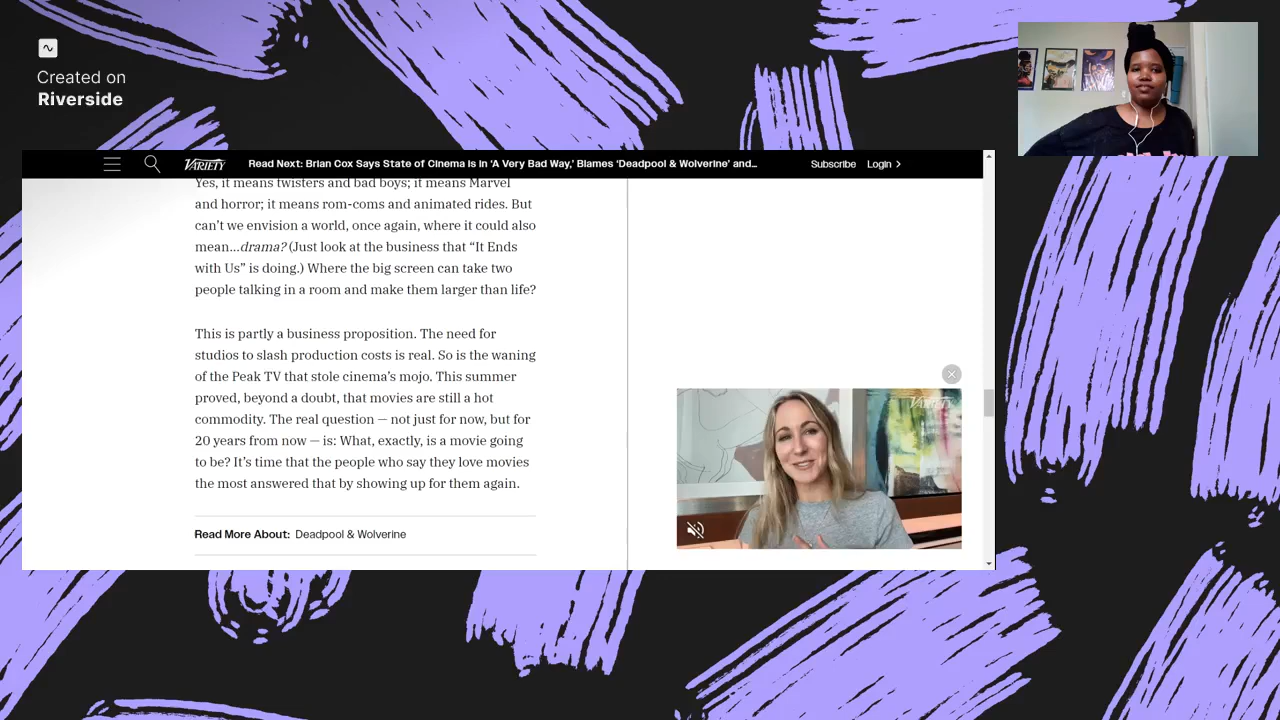 Created on
Riverside
VARIETY
Read Next: Brian Cox Says State of Cinema Is in 'A Very Bad Way,' Blames 'Deadpool & Wolverine' and...
Subscribe
Login
Yes, it means twisters and bad boys; it means Marvel
and horror; it means rom-coms and animated rides. But
can't we envision a world, once again, where it could also
mean...drama? (Just look at the business that “It Ends
with Us” is doing.) Where the big screen can take two
people talking in a room and make them larger than life?
This is partly a business proposition. The need for
studios to slash production costs is real. So is the waning
of the Peak TV that stole cinema's mojo. This summer
proved, beyond a doubt, that movies are still a hot
commodity. The real question — not just for now, but for
20 years from now — is: What, exactly, is a movie going
to be? It's time that the people who say they love movies
the most answered that by showing up for them again.
Read More About: Deadpool & Wolverine
VARIETY